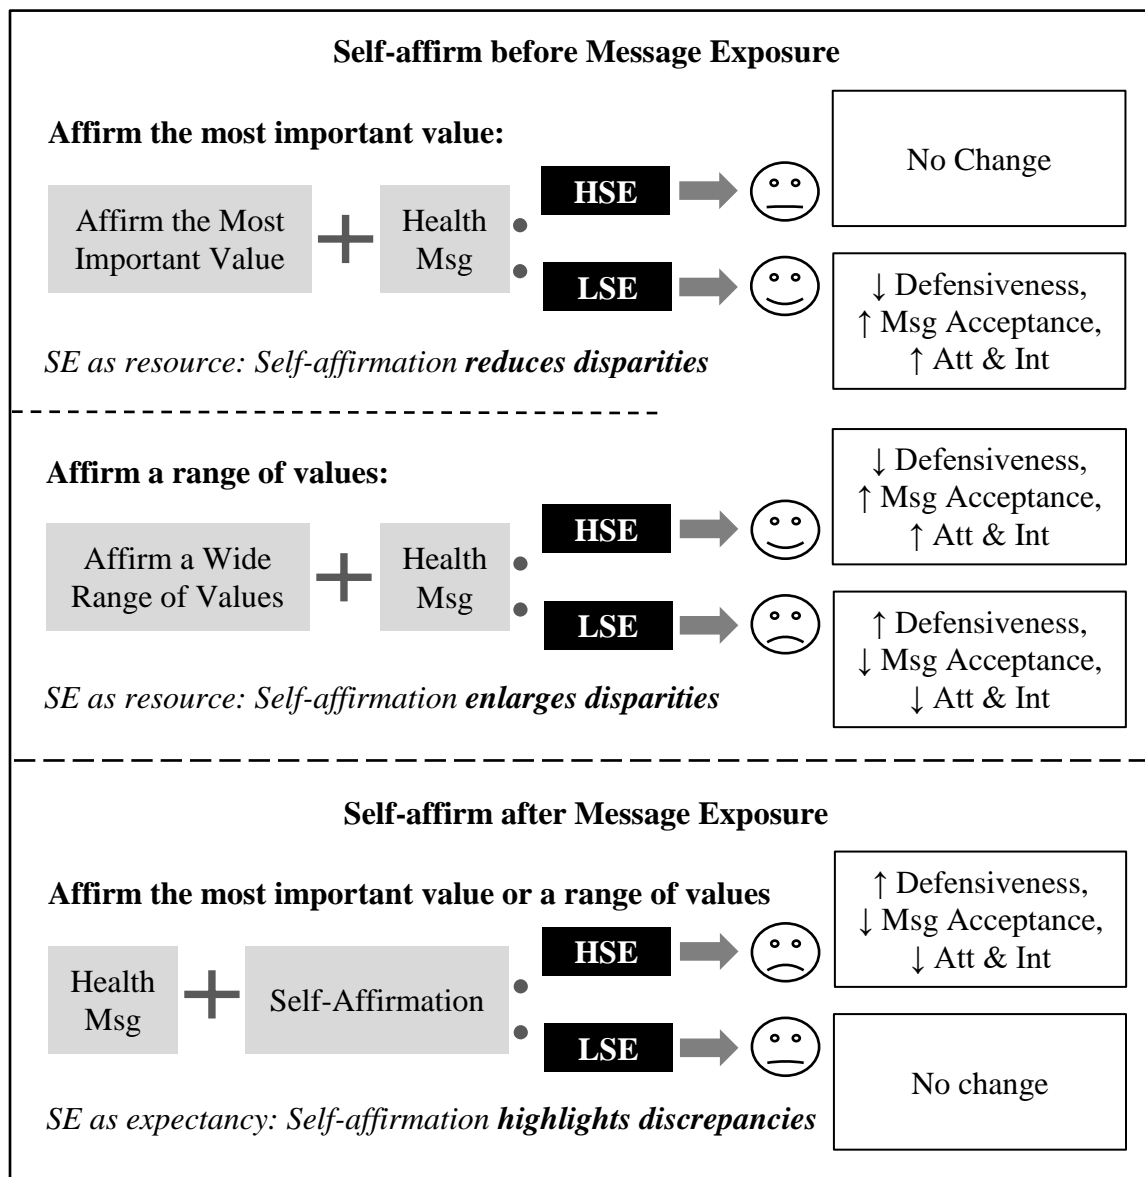 Self-affirm before Message Exposure
Affirm the most important value:
Affirm the Most
Important Value
Health
Msg
HSE
No Change
LSE
↓ Defensiveness,
↑ Msg Acceptance,
↑ Att & Int
SE as resource: Self-affirmation reduces disparities
Affirm a range of values:
Affirm a Wide
Range of Values
Health
Msg
HSE
↓ Defensiveness,
↑ Msg Acceptance,
↑ Att & Int
LSE
↑ Defensiveness,
↓ Msg Acceptance,
↓ Att & Int
SE as resource: Self-affirmation enlarges disparities
Self-affirm after Message Exposure
Affirm the most important value or a range of values
Health
Msg
Self-Affirmation
HSE
↑ Defensiveness,
↓ Msg Acceptance,
↓ Att & Int
LSE
No change
SE as expectancy: Self-affirmation highlights discrepancies